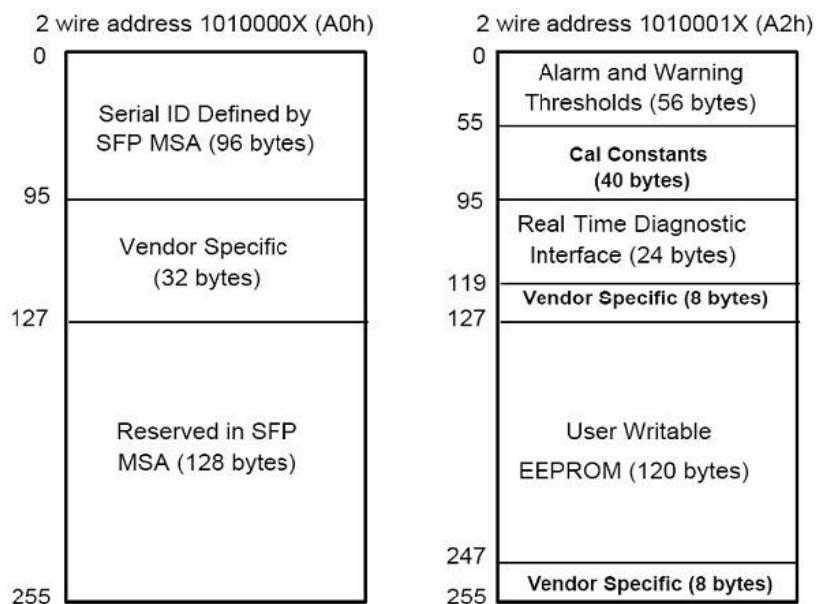 2 wire address 1010000X (A0h)
0
Serial ID Defined by
SFP MSA (96 bytes)
95
Vendor Specific
(32 bytes)
127
Reserved in SFP
MSA (128 bytes)
255
2 wire address 1010001X (A2h)
0
Alarm and Warning
Thresholds (56 bytes)
55
Cal Constants
(40 bytes)
95
Real Time Diagnostic
Interface (24 bytes)
119
Vendor Specific (8 bytes)
127
User Writable
EEPROM (120 bytes)
247
Vendor Specific (8 bytes)
255